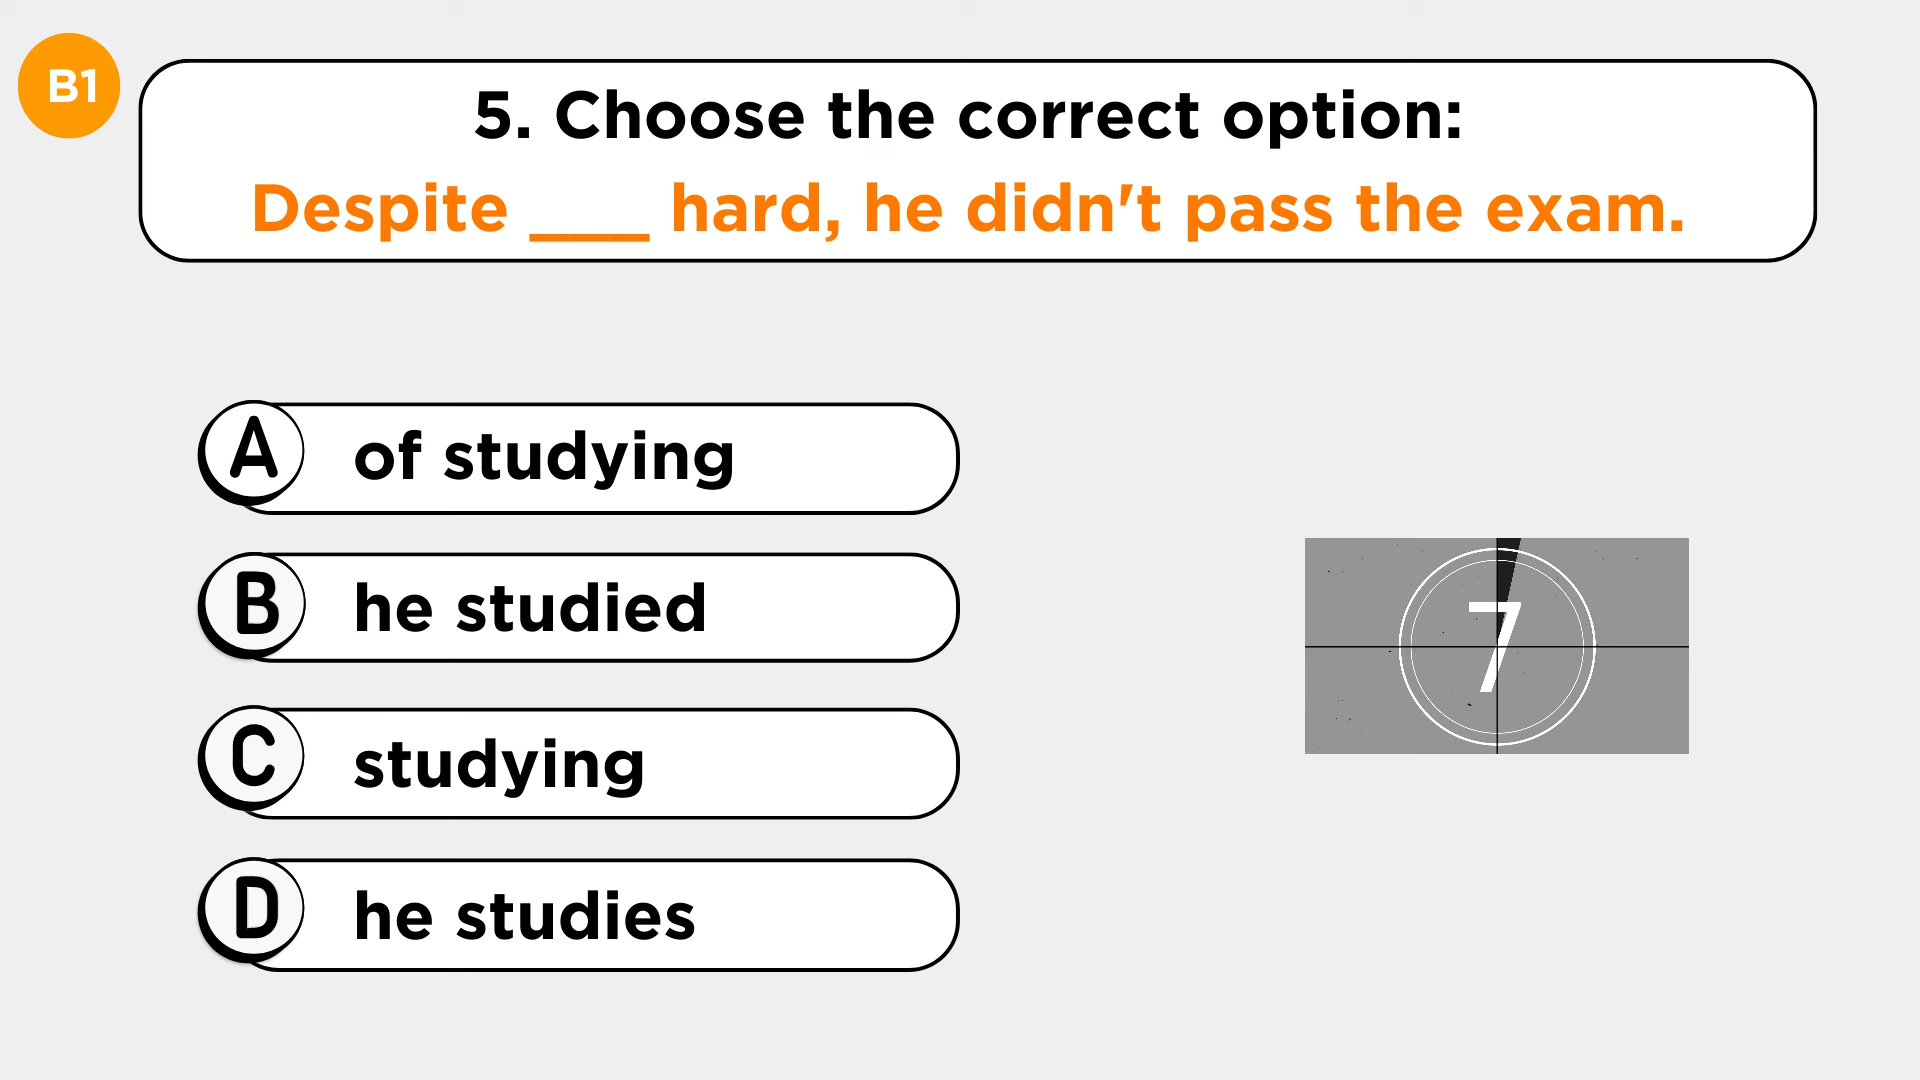 B1
5. Choose the correct option:
Despite ___ hard, he didn't pass the exam.
A of studying
B he studied
C studying
D he studies
7